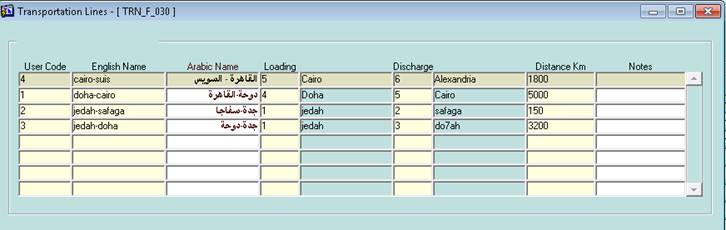 Transportation Lines - [ TRN_F_030 ]
User Code English Name Arabic Name Loading Discharge Distance Km Notes
4 cairo-suis القاهرة - السويس 5 Cairo 6 Alexandria 1800
1 doha-cairo دوحة-القاهرة 4 Doha 5 Cairo 5000
2 jedah-safaga جدة-سفاجا 1 jedah 2 safaga 150
3 jedah-doha جدة-دوحة 1 jedah 3 do7ah 3200